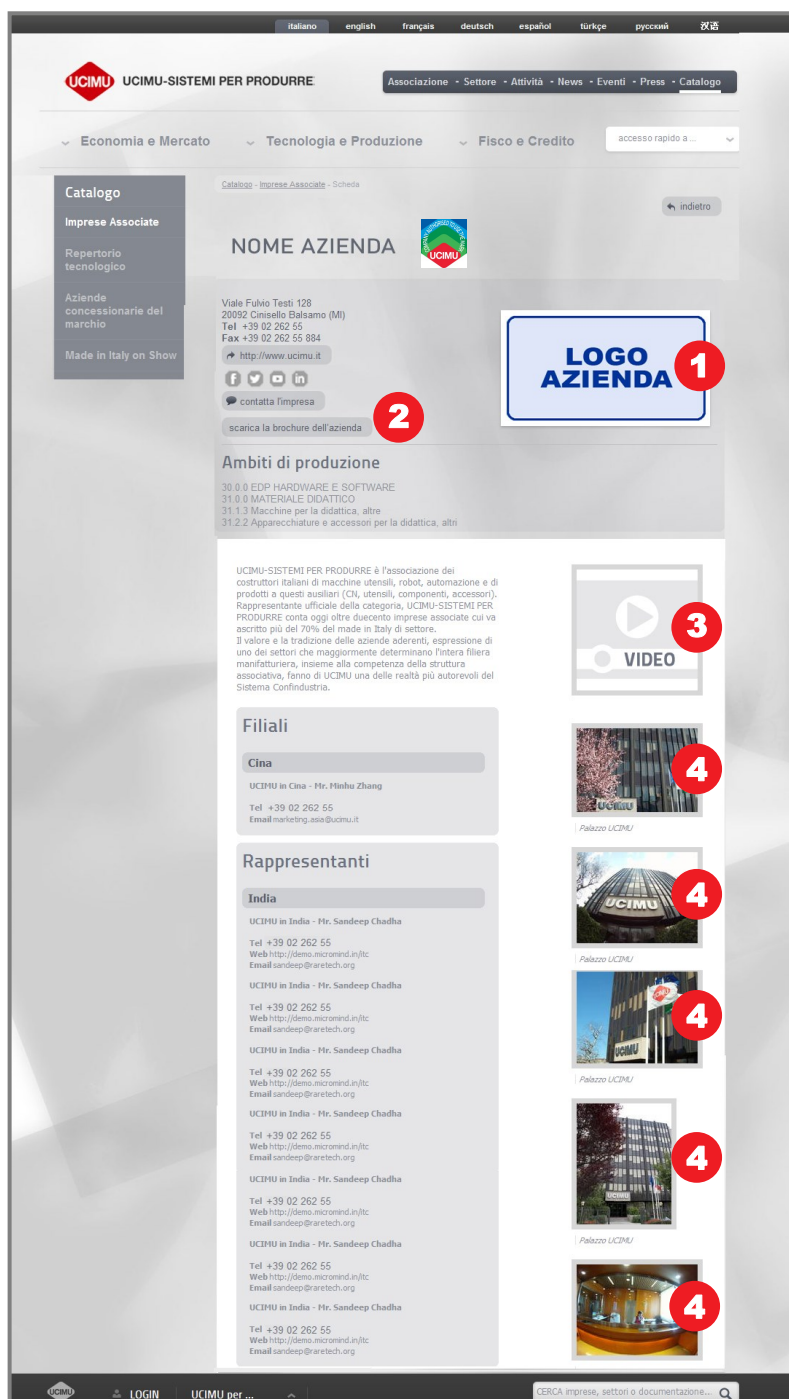 italiano english français deutsch español türkçe русский 汉语
UCIMU UCIMU-SISTEMI PER PRODURRE
Associazione - Settore - Attività - News - Eventi - Press - Catalogo
Economia e Mercato Tecnologia e Produzione Fisco e Credito accesso rapido a ...
Catalogo
Imprese Associate
Repertorio
tecnologico
Aziende
concessionarie del
marchio
Made in Italy on Show
Catalogo - Imprese Associate - Scheda
indietro
NOME AZIENDA
UCIMU
Viale Fulvio Testi 128
20092 Cinisello Balsamo (MI)
Tel +39 02 262 55
Fax +39 02 262 55 884
http://www.ucimu.it
contatta l'impresa
scarica la brochure dell'azienda
2
LOGO
AZIENDA
1
Ambiti di produzione
30.0.0 EDP HARDWARE E SOFTWARE
31.0.0 MATERIALE DIDATTICO
31.1.3 Macchine per la didattica, altre
31.2.2 Apparecchiature e accessori per la didattica, altri
UCIMU-SISTEMI PER PRODURRE è l'associazione dei
costruttori italiani di macchine utensili, robot, automazione e di
prodotti a questi ausiliari (CN, utensili, componenti, accessori).
Rappresentante ufficiale della categoria, UCIMU-SISTEMI PER
PRODURRE conta oggi oltre duecento imprese associate cui va
ascritto più del 70% del made in Italy di settore.
Il valore e la tradizione delle aziende aderenti, espressione di
uno dei settori che maggiormente determinano l'intera filiera
manifatturiera, insieme alla competenza della struttura
associativa, fanno di UCIMU una delle realtà più autorevoli del
Sistema Confindustria.
3
VIDEO
Filiali
Cina
UCIMU in Cina - Mr. Minhu Zhang
Tel +39 02 262 55
Email marketing.asia@ucimu.it
Rappresentanti
India
UCIMU in India - Mr. Sandeep Chadha
Tel +39 02 262 55
Web http://demo.micromind.in/itc
Email sandeep@raretech.org
UCIMU in India - Mr. Sandeep Chadha
Tel +39 02 262 55
Web http://demo.micromind.in/itc
Email sandeep@raretech.org
UCIMU in India - Mr. Sandeep Chadha
Tel +39 02 262 55
Web http://demo.micromind.in/itc
Email sandeep@raretech.org
UCIMU in India - Mr. Sandeep Chadha
Tel +39 02 262 55
Web http://demo.micromind.in/itc
Email sandeep@raretech.org
UCIMU in India - Mr. Sandeep Chadha
Tel +39 02 262 55
Web http://demo.micromind.in/itc
Email sandeep@raretech.org
UCIMU in India - Mr. Sandeep Chadha
Tel +39 02 262 55
Web http://demo.micromind.in/itc
Email sandeep@raretech.org
UCIMU in India - Mr. Sandeep Chadha
Tel +39 02 262 55
Web http://demo.micromind.in/itc
Email sandeep@raretech.org
UCIMU
4
Palazzo UCIMU
UCIMU
4
Palazzo UCIMU
UCIMU
4
Palazzo UCIMU
UCIMU
4
Palazzo UCIMU
4
UCIMU LOGIN UCIMU per ... CERCA imprese, settori o documentazione...